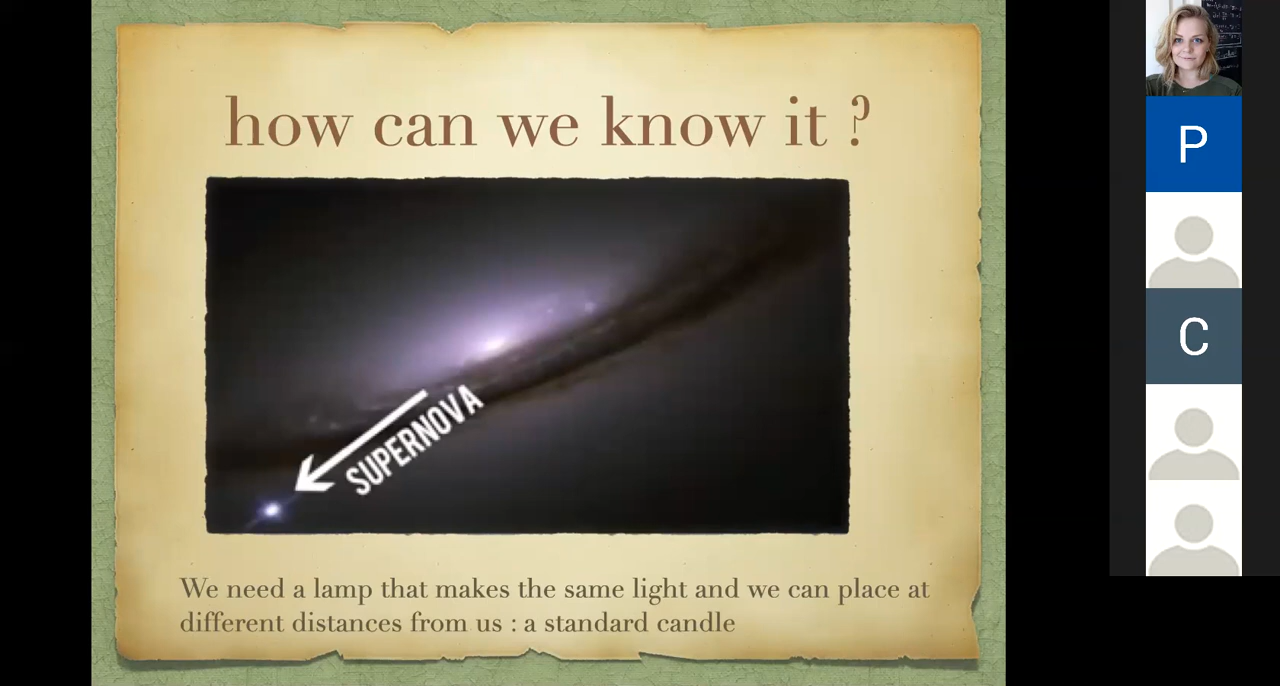 how can we know it ?
SUPERNOVA
We need a lamp that makes the same light and we can place at
different distances from us : a standard candle
P
C